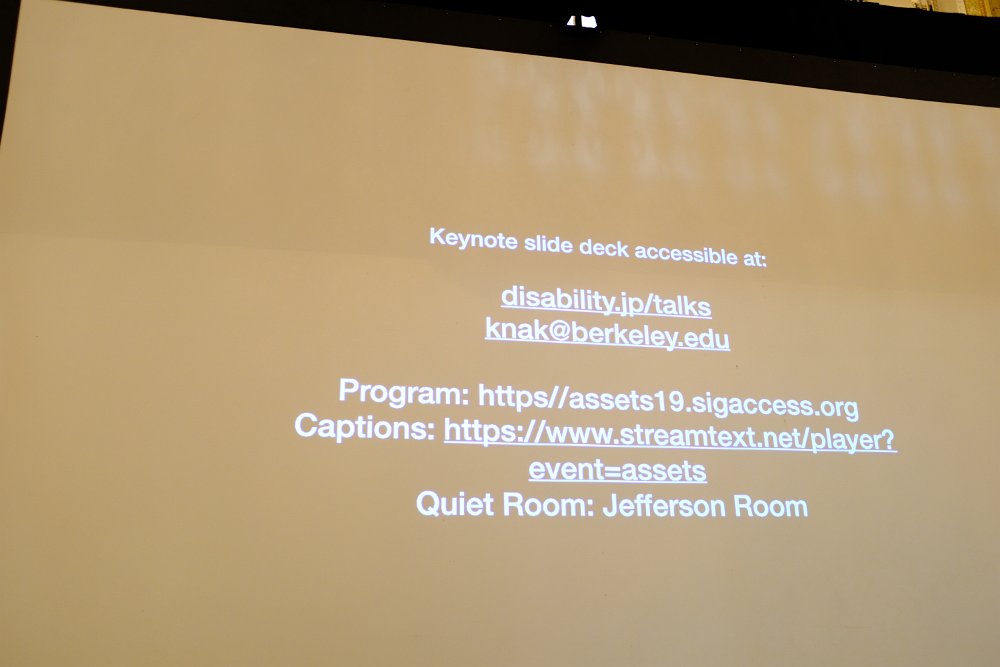 Keynote slide deck accessible at:
disability.jp/talks
knak@berkeley.edu
Program: https//assets19.sigaccess.org
Captions: https://www.streamtext.net/player?
event=assets
Quiet Room: Jefferson Room